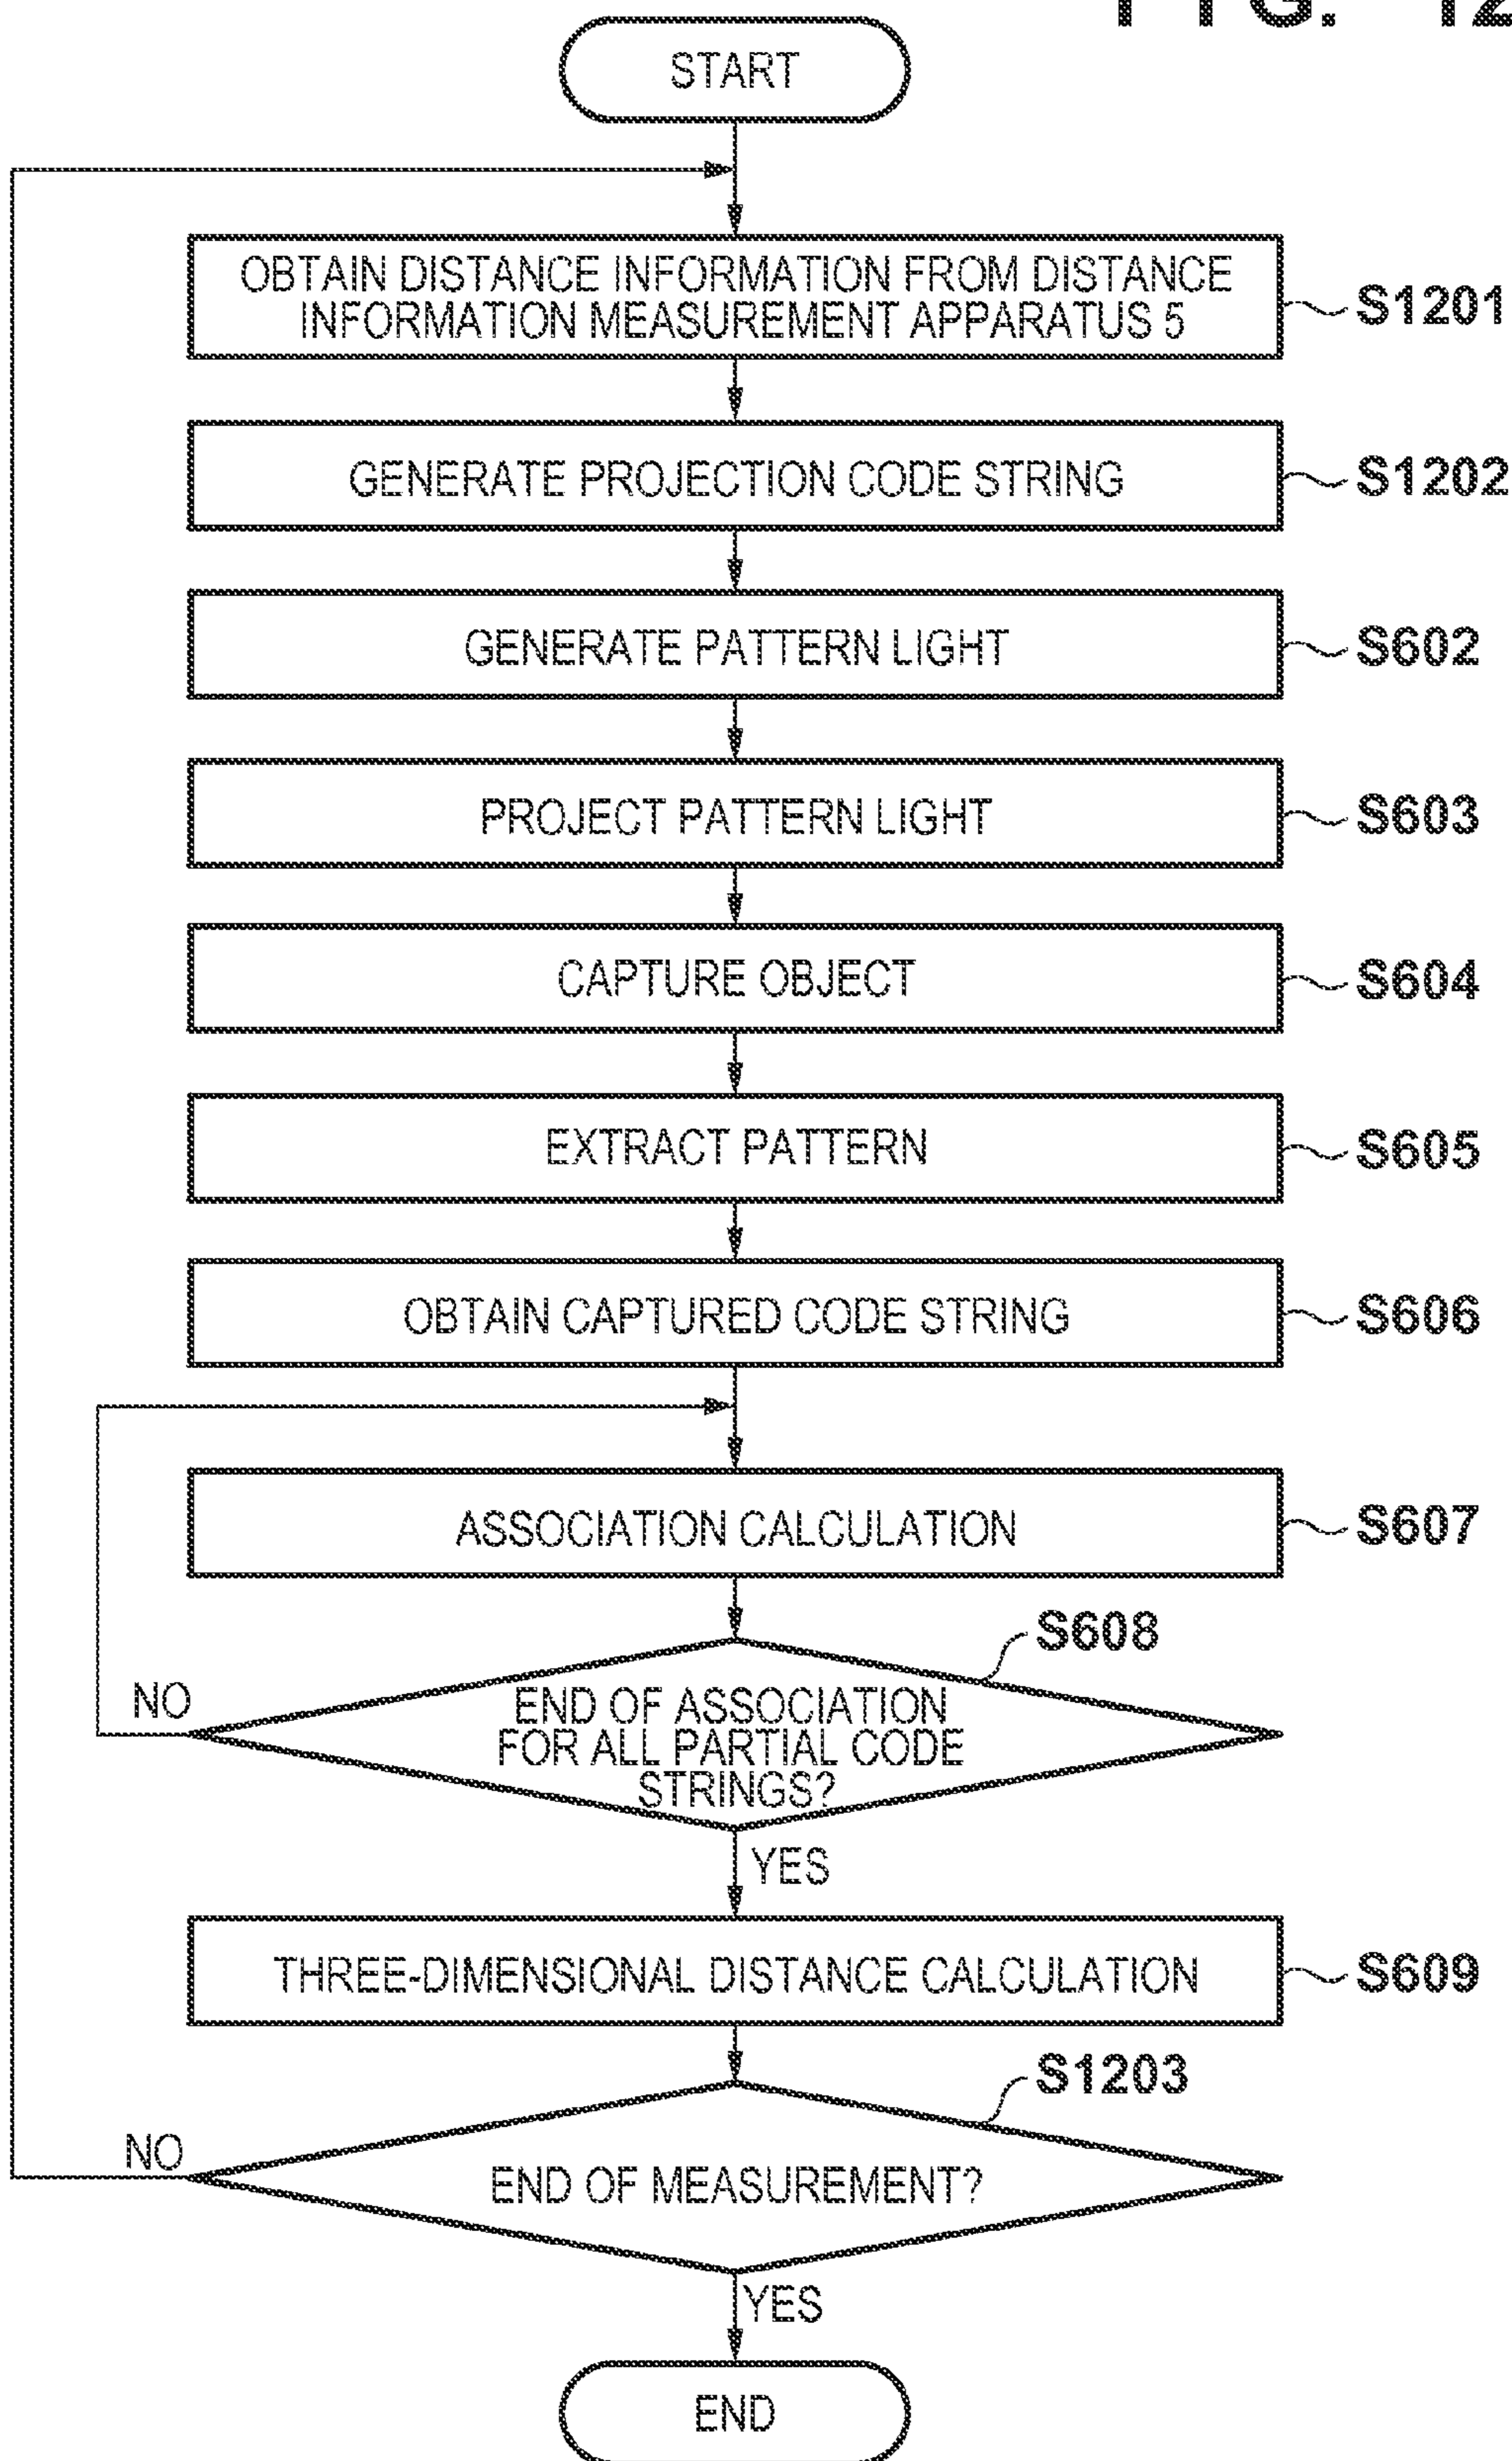 FIG. 12
START
OBTAIN DISTANCE INFORMATION FROM DISTANCE
INFORMATION MEASUREMENT APPARATUS 5
S1201
GENERATE PROJECTION CODE STRING
S1202
GENERATE PATTERN LIGHT
S602
PROJECT PATTERN LIGHT
S603
CAPTURE OBJECT
S604
EXTRACT PATTERN
S605
OBTAIN CAPTURED CODE STRING
S606
ASSOCIATION CALCULATION
S607
S608
NO
END OF ASSOCIATION
FOR ALL PARTIAL CODE
STRINGS?
YES
THREE-DIMENSIONAL DISTANCE CALCULATION
S609
S1203
NO
END OF MEASUREMENT?
YES
END